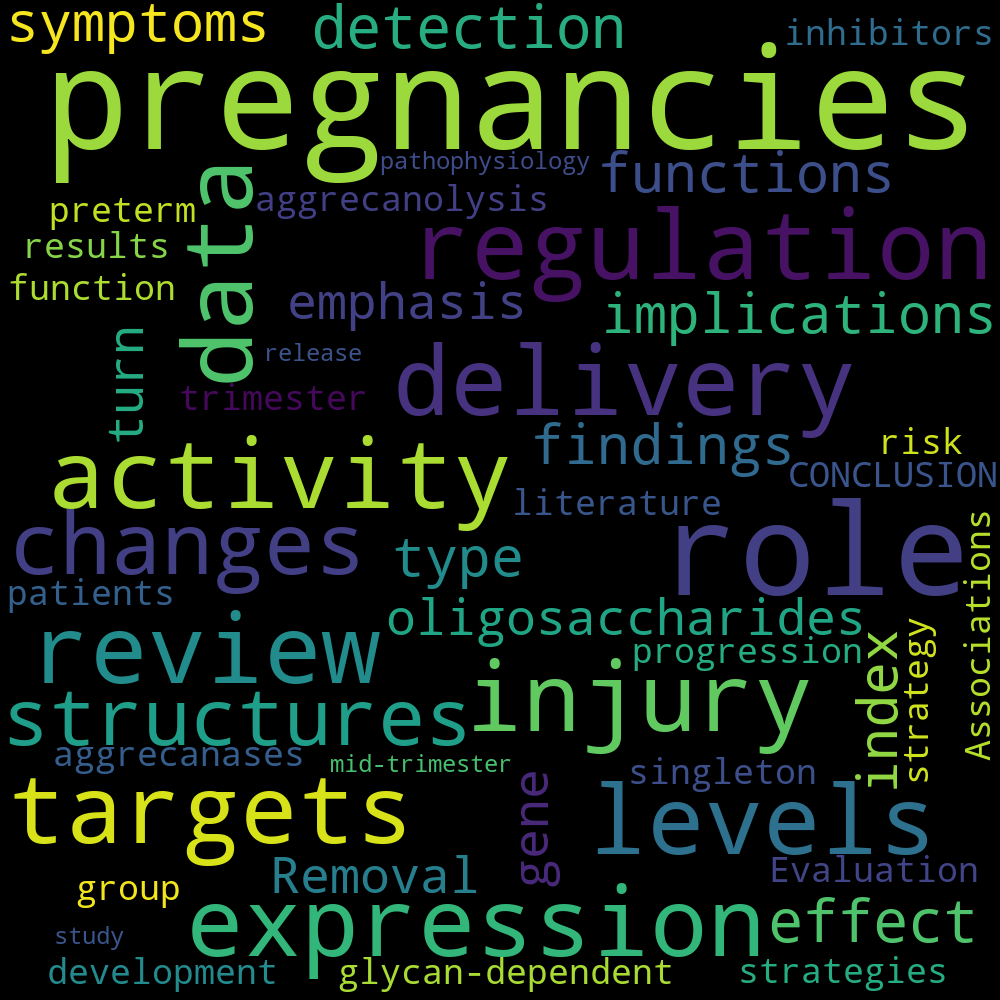 symptoms
detection
inhibitors
pregnancies
pathophysiology
functions
data
aggrecanolysis
preterm
regulation
results
function
emphasis
implications
turn
release
delivery
trimester
activity
findings
risk
CONCLUSION
literature
changes
role
type
Associations
patients
oligosaccharides
review
index
strategy
progression
injury
structures
aggrecanases
mid-trimester
singleton
targets
gene
levels
Removal
Evaluation
group
expression
effect
study
development
glycan-dependent
strategies